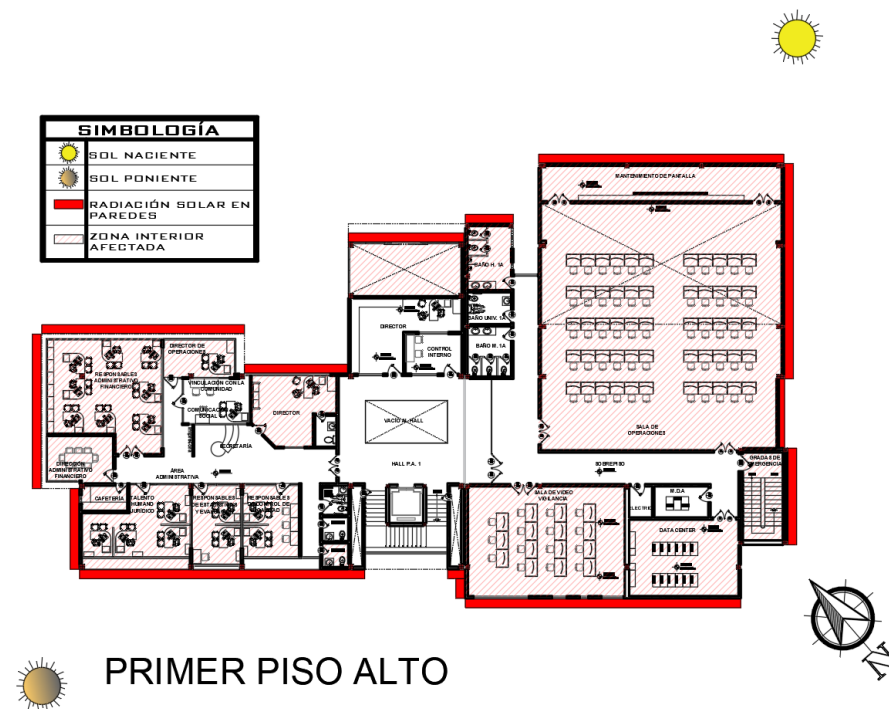 SIMBOLOGÍA
SOL NACIENTE
SOL PONIENTE
RADIACIÓN SOLAR EN
PAREDES
ZONA INTERIOR
AFECTADA
MANTENIMIENTO DE PANTALLA
BAÑO H. 1A
BAÑO UNIV. 1A
BAÑO M. 1A
DIRECTOR
CONTROL
INTERNO
DIRECTOR DE
OPERACIONES
RESPONSABLES
ADMINISTRATIVO
FINANCIERO
VINCULACIÓN CON LA
COMUNIDAD
COMUNICACIÓN
SOCIAL
DIRECTOR
SECRETARÍA
VACÍO AL HALL
HALL P.A. 1
SALA DE
OPERACIONES
DIRECCIÓN
ADMINISTRATIVO
FINANCIERO
ÁREA
ADMINISTRATIVA
SOBREPISO
GRADAS DE
EMERGENCIA
CAFETERÍA
TALENTO
HUMANO
JURÍDICO
RESPONSABLES
RESPONSABLES
SALA DE VIDEO
VIGILANCIA
M.D.A
DATA CENTER
N
PRIMER PISO ALTO